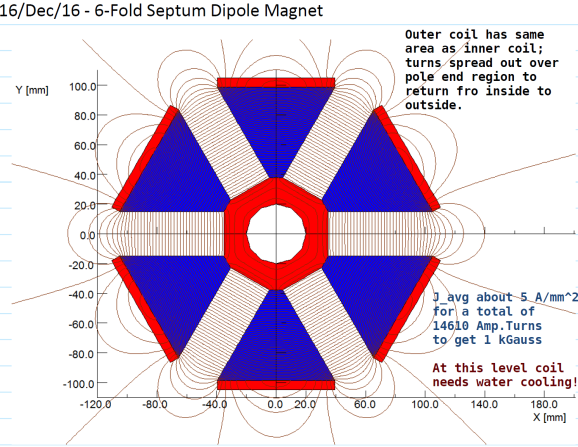 16/Dec/16 - 6-Fold Septum Dipole Magnet
Outer coil has same
area as inner coil;
turns spread out over
pole end region to
return fro inside to
outside.
Y [mm]
100.0
80.0
60.0
40.0
20.0
0.0
-20.0
-40.0
-60.0
-80.0
-100.0
J_avg about 5 A/mm^2
for a total of
14610 Amp.Turns
to get 1 kGauss
At this level coil
needs water cooling!
-120.0 -80.0 -40.0 0.0 20.0 60.0 100.0 140.0 180.0
X [mm]